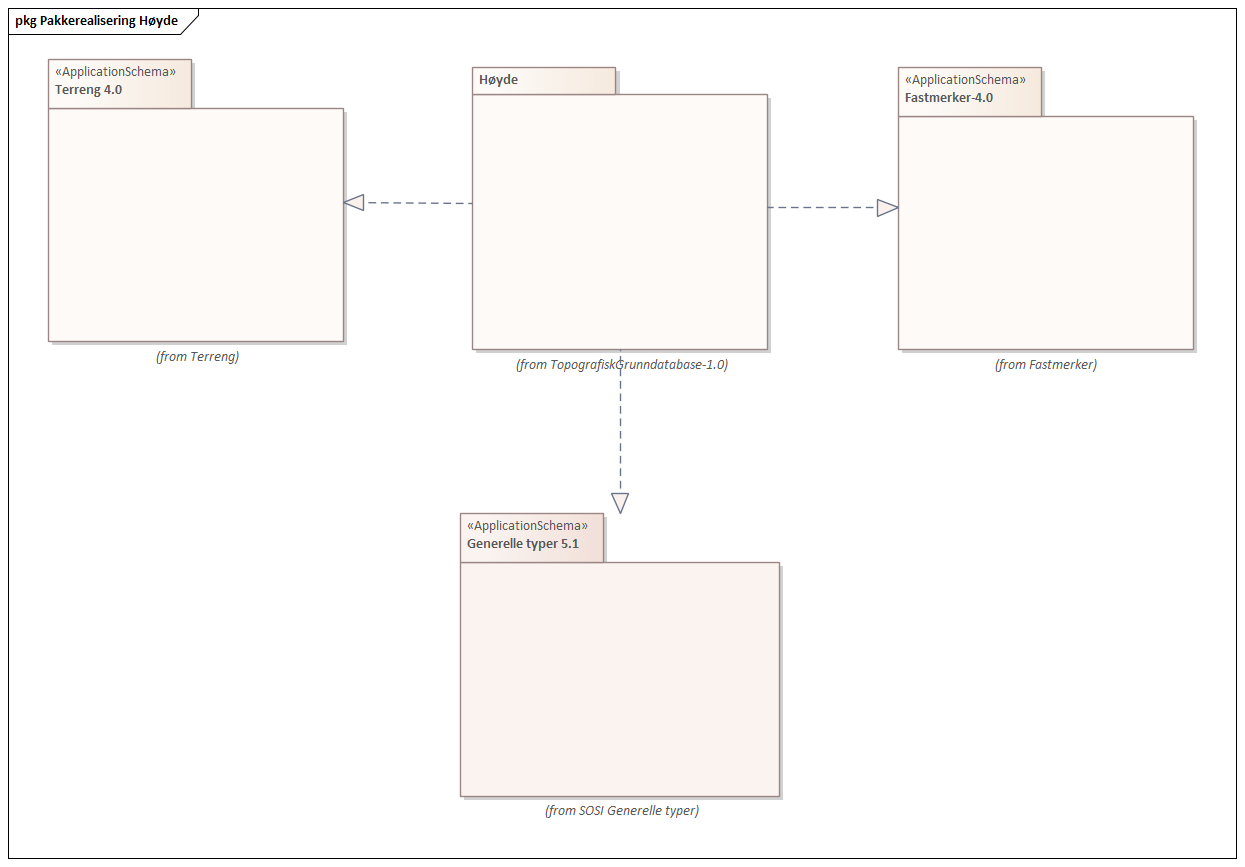 pkg Pakkerealisering Høyde
«ApplicationSchema»
Terreng 4.0
(from Terreng)
Høyde
(from TopografiskGrunndatabase-1.0)
«ApplicationSchema»
Fastmerker-4.0
(from Fastmerker)
«ApplicationSchema»
Generelle typer 5.1
(from SOSI Generelle typer)